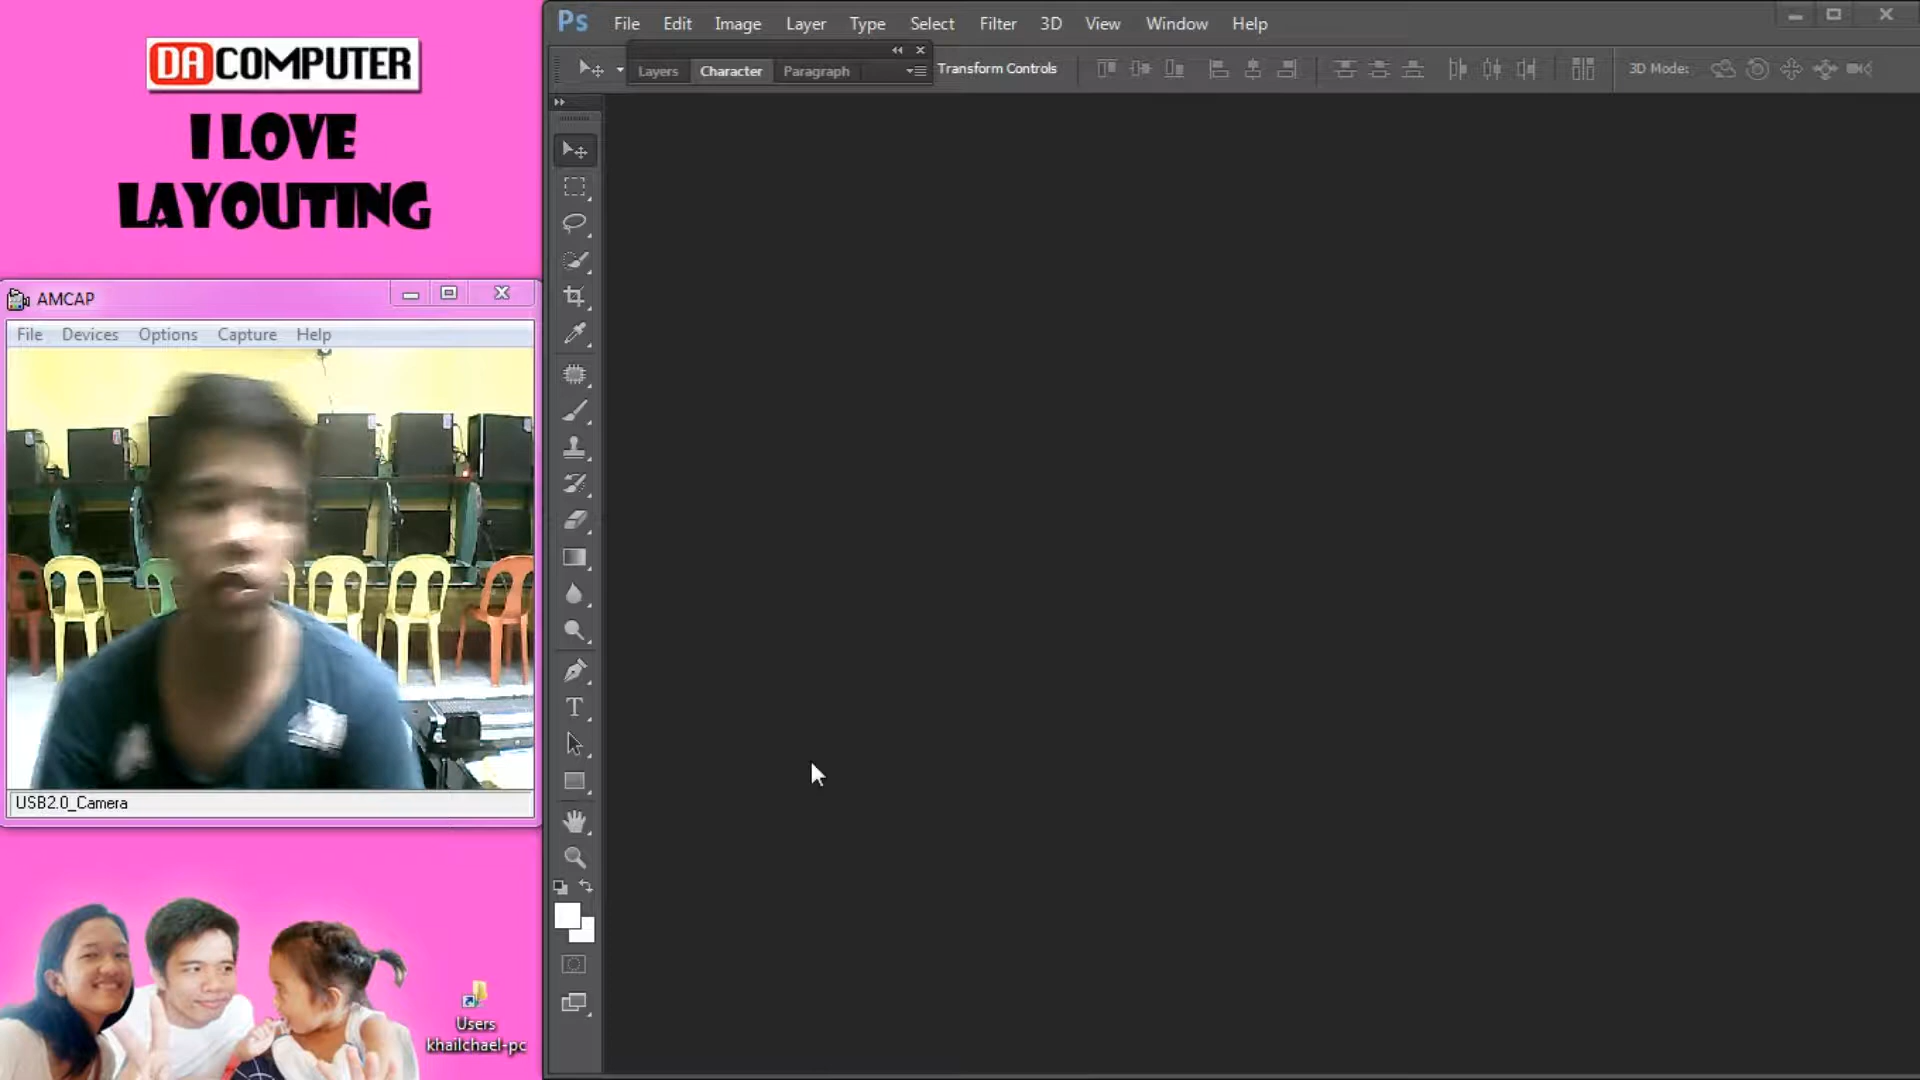 DA COMPUTER
I LOVE
LAYOUTING
AMCAP
File Devices Options Capture Help
USB2.0_Camera
Users
khailchael-pc
Ps File Edit Image Layer Type Select Filter 3D View Window Help
Layers Character Paragraph
Transform Controls
3D Mode:
T